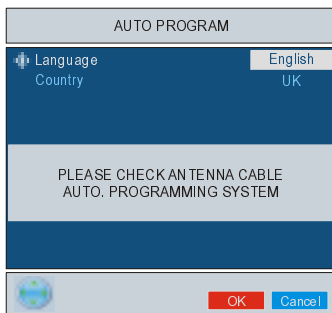 AUTO PROGRAM
Language English
Country UK
PLEASE CHECK ANTENNA CABLE
AUTO. PROGRAMMING SYSTEM
OK Cancel